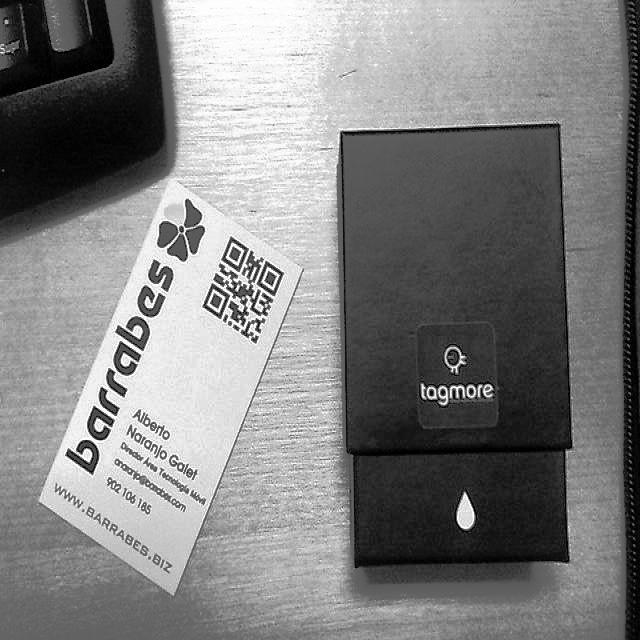 barrabes
Alberto
Naranjo Galet
Director Área Tecnología Móvil
anaranjo@barrabes.com
902 106 185
WWW.BARRABES.BIZ
tagmore